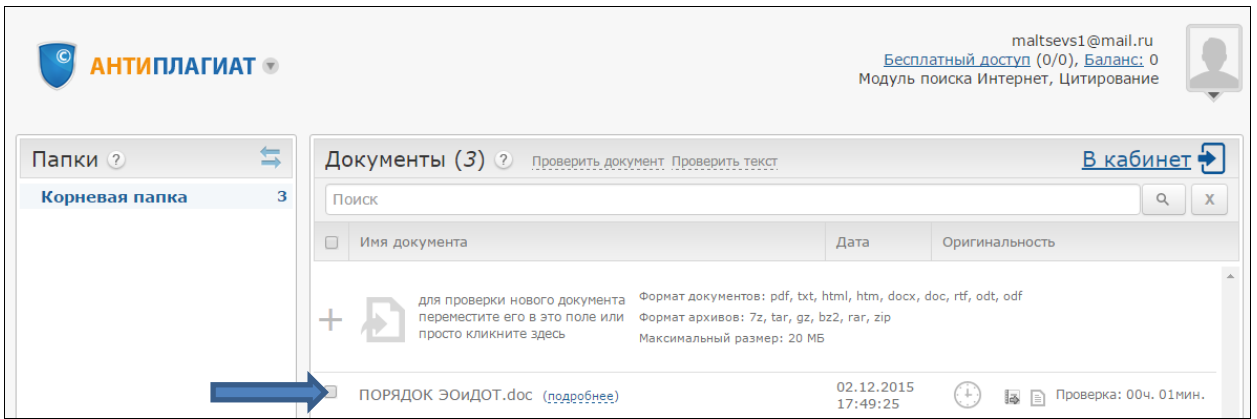 maltsevs1@mail.ru
© АНТИПЛАГИАТ
Бесплатный доступ (0/0), Баланс: 0
Модуль поиска Интернет, Цитирование
Папки ?
Документы (3) ? Проверить документ Проверить текст В кабинет
Корневая папка 3
Поиск X
Имя документа Дата Оригинальность
для проверки нового документа
переместите его в это поле или
просто кликните здесь
Формат документов: pdf, txt, html, htm, docx, doc, rtf, odt, odf
Формат архивов: 7z, tar, gz, bz2, rar, zip
Максимальный размер: 20 МБ
ПОРЯДОК ЭОиДОТ.doc (подробнее) 02.12.2015
17:49:25 Проверка: 00ч. 01мин.